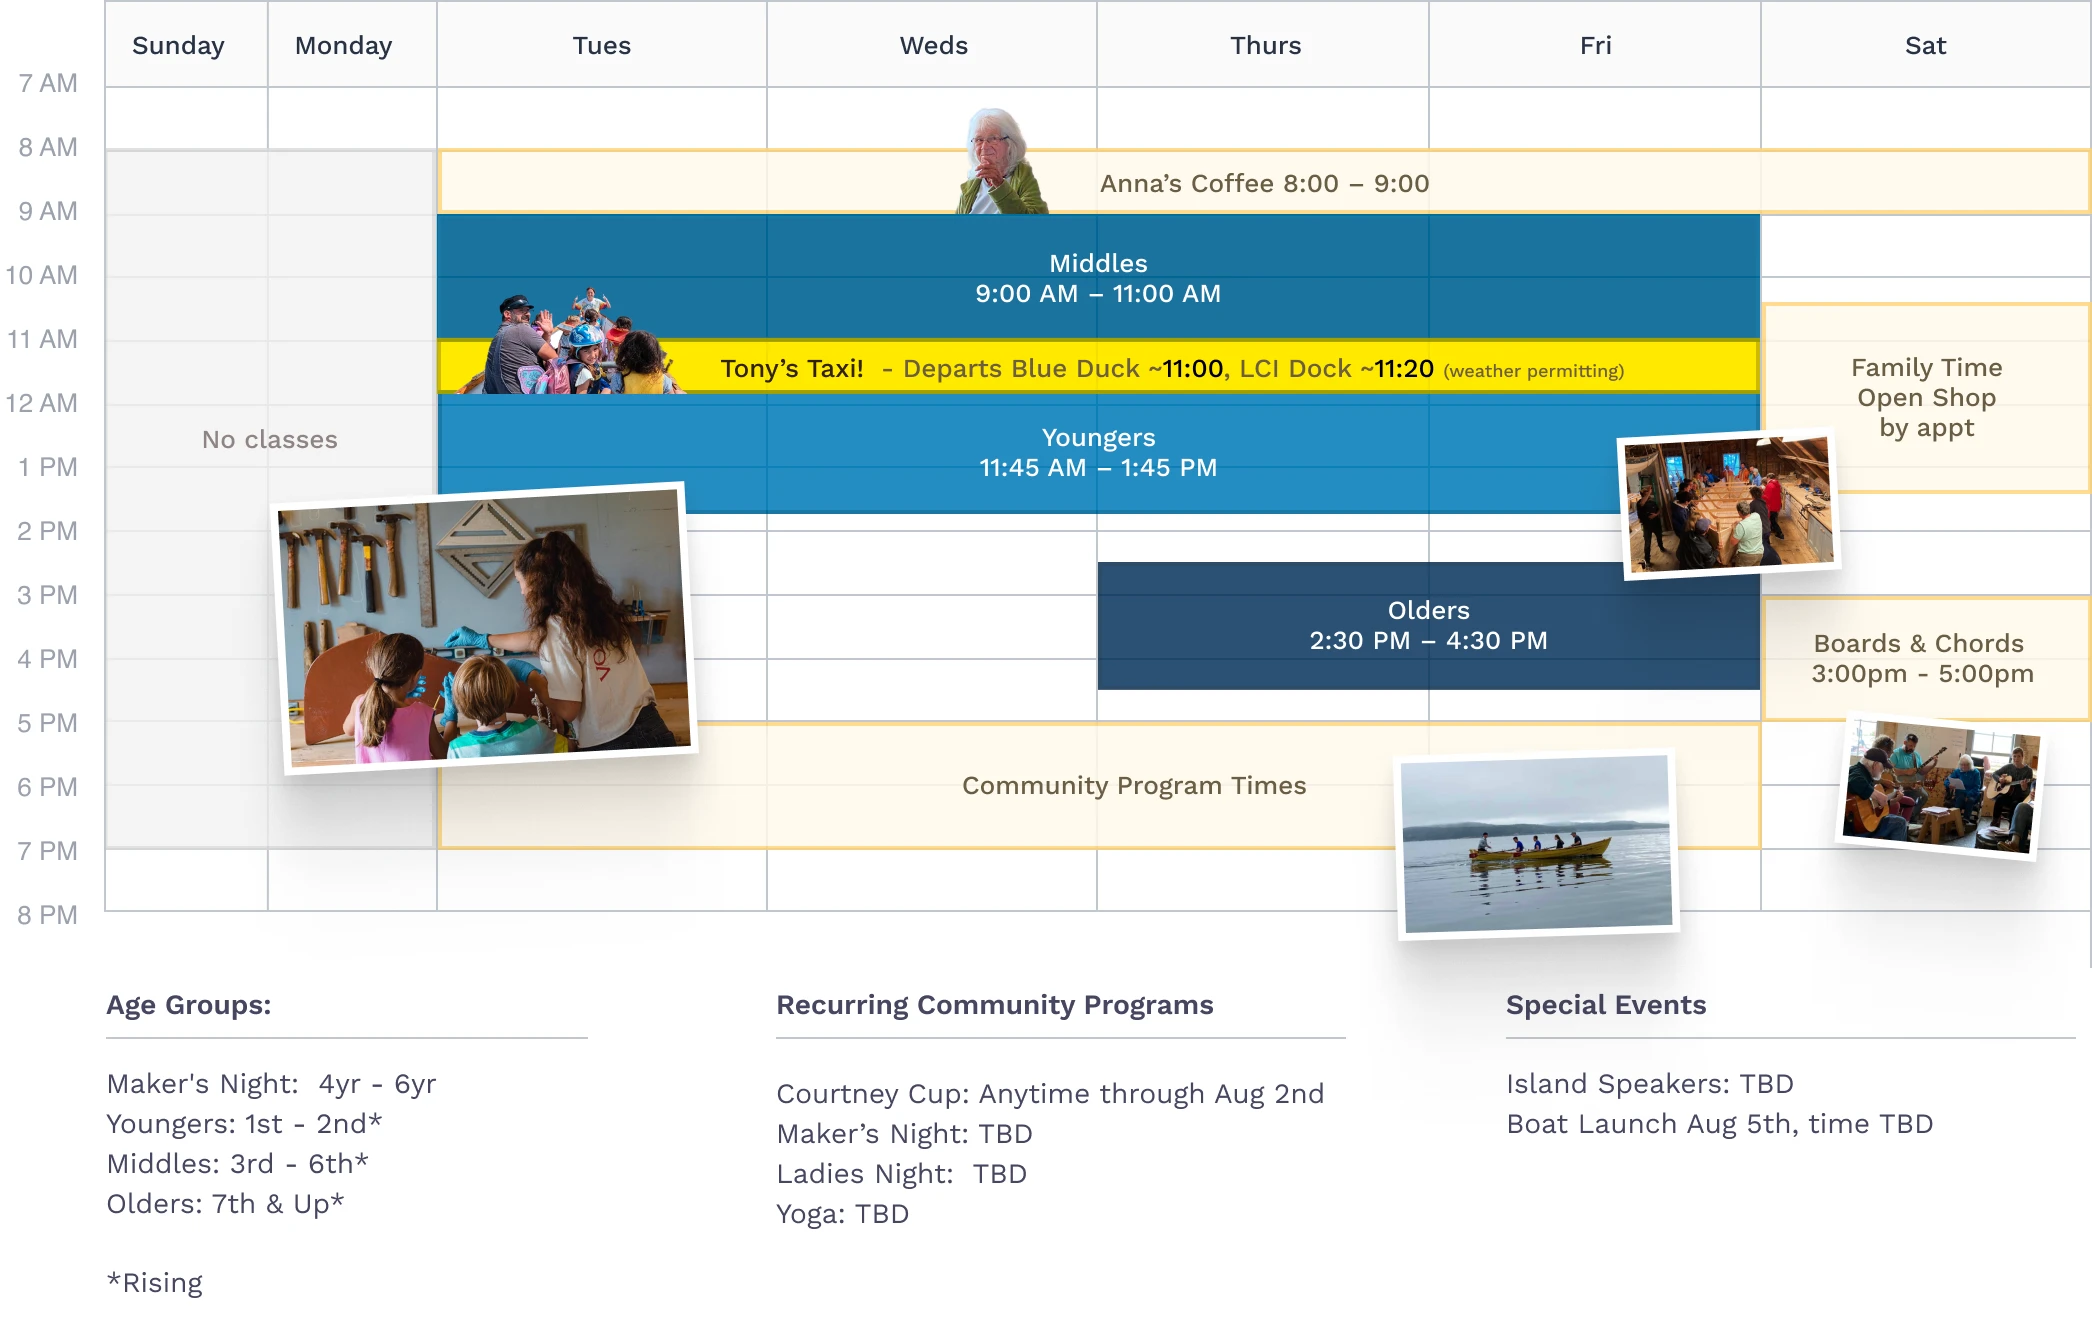 Sunday Monday Tues Weds Thurs Fri Sat
7 AM
8 AM
Anna’s Coffee 8:00 – 9:00
9 AM
Middles
10 AM
9:00 AM – 11:00 AM
11 AM
Tony’s Taxi! - Departs Blue Duck ~11:00, LCI Dock ~11:20 (weather permitting)
Family Time
Open Shop
by appt
12 AM
No classes
Youngers
11:45 AM – 1:45 PM
1 PM
2 PM
3 PM
Olders
2:30 PM – 4:30 PM
Boards & Chords
3:00pm - 5:00pm
4 PM
5 PM
Community Program Times
6 PM
7 PM
8 PM
Age Groups:
Maker's Night: 4yr - 6yr
Youngers: 1st - 2nd*
Middles: 3rd - 6th*
Olders: 7th & Up*
*Rising
Recurring Community Programs
Courtney Cup: Anytime through Aug 2nd
Maker’s Night: TBD
Ladies Night: TBD
Yoga: TBD
Special Events
Island Speakers: TBD
Boat Launch Aug 5th, time TBD